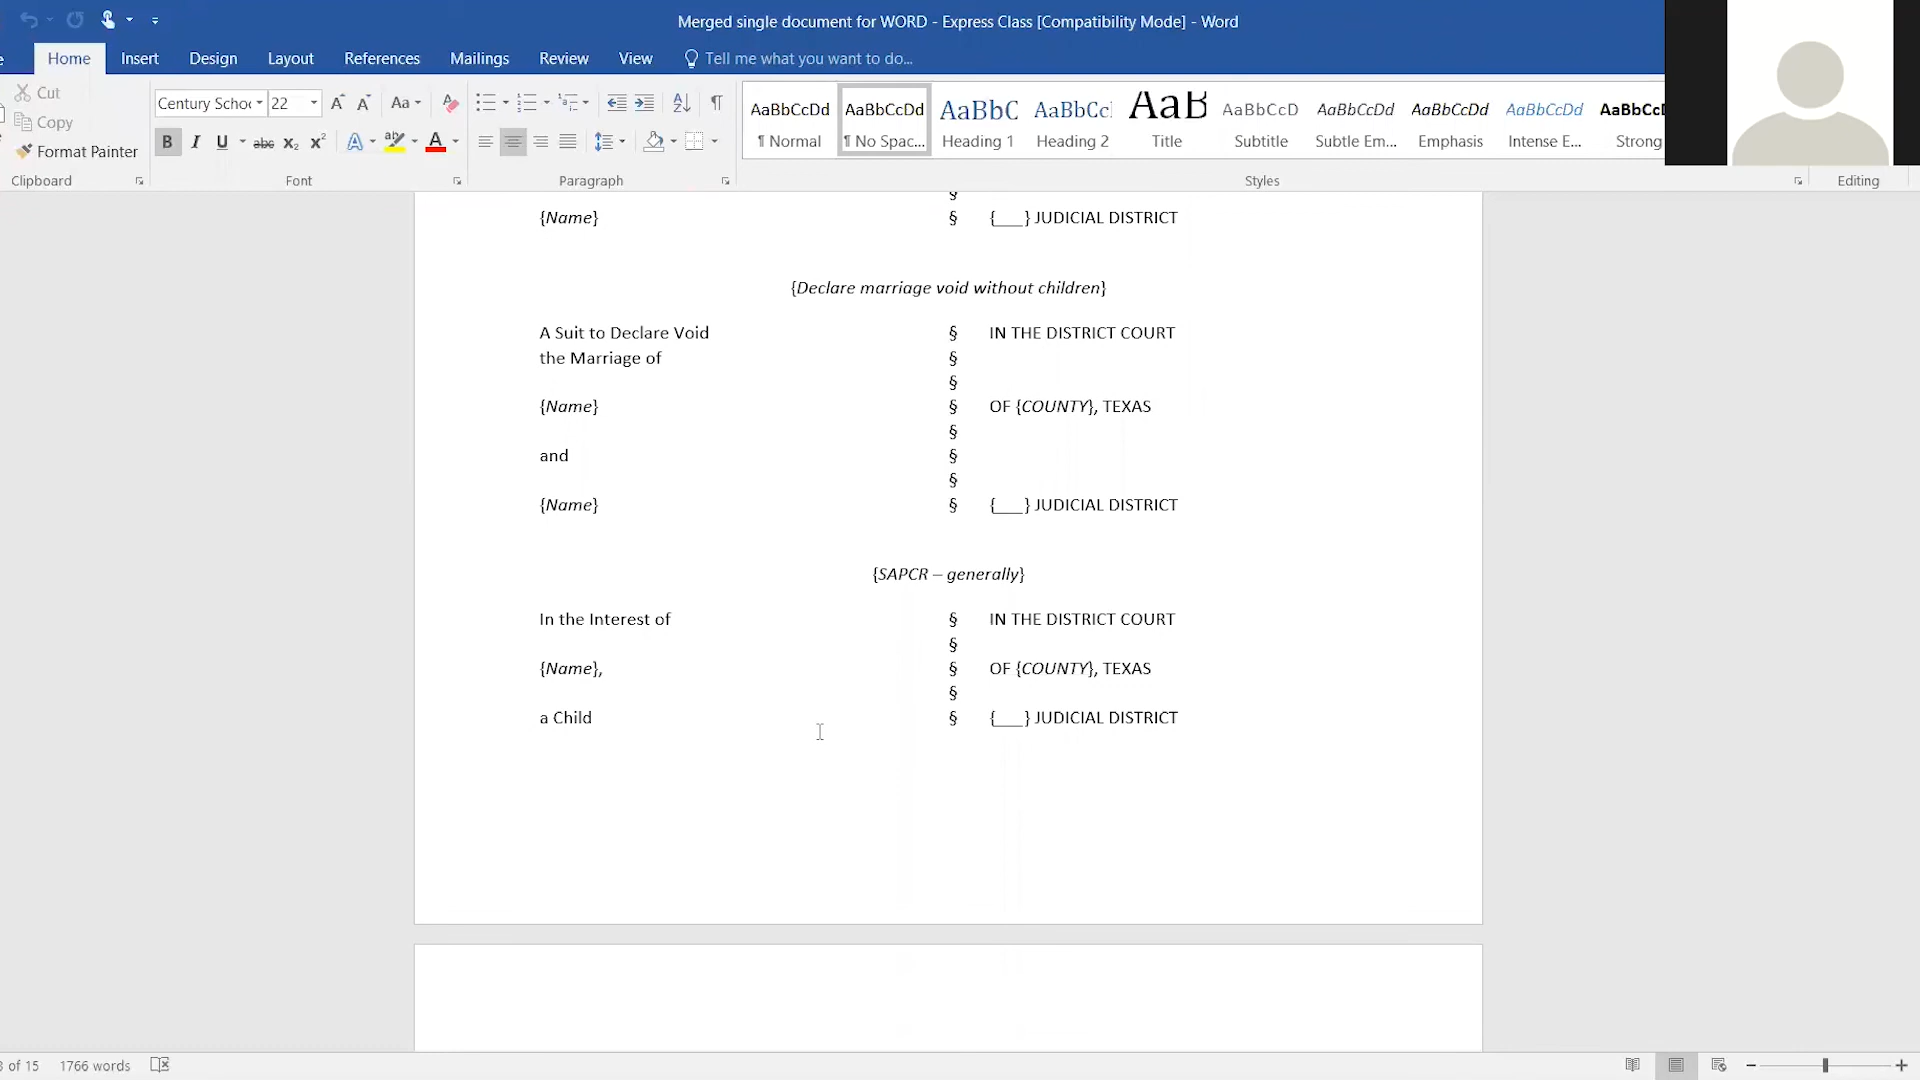 Merged single document for WORD - Express Class [Compatibility Mode] - Word
Home Insert Design Layout References Mailings Review View Tell me what you want to do...
Cut
Copy
Format Painter
Clipboard
Century Schoo 22
Aa
Font
Paragraph
AaBbCcDd AaBbCcDd AaBbC AaBbCc AaB AaBbCcD AaBbCcDd AaBbCcDd AaBbCcDd AaBbCcD
¶ Normal ¶ No Spac... Heading 1 Heading 2 Title Subtitle Subtle Em... Emphasis Intense E... Strong
Styles
Editing
§
{Name} § {___} JUDICIAL DISTRICT
{Declare marriage void without children}
A Suit to Declare Void § IN THE DISTRICT COURT
the Marriage of §
§
{Name} § OF {COUNTY}, TEXAS
§
and §
§
{Name} § {___} JUDICIAL DISTRICT
{SAPCR – generally}
In the Interest of § IN THE DISTRICT COURT
§
{Name}, § OF {COUNTY}, TEXAS
§
a Child § {___} JUDICIAL DISTRICT
of 15 1766 words